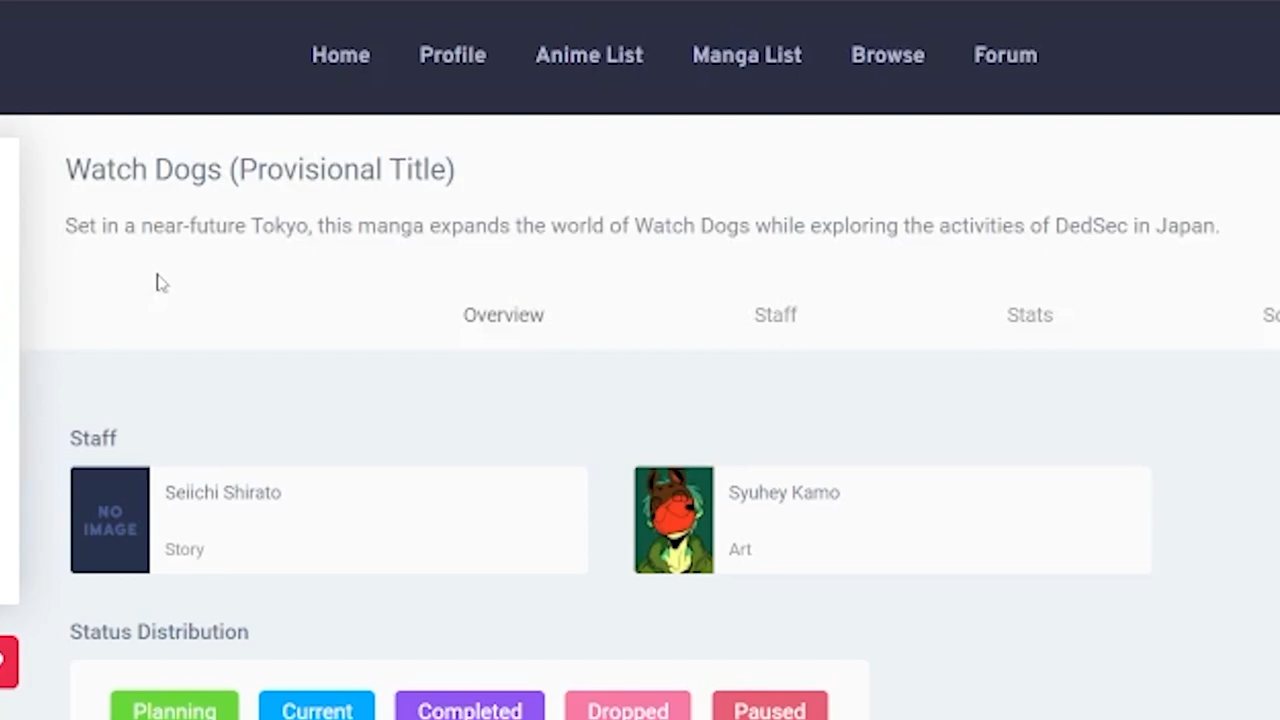 Home Profile Anime List Manga List Browse Forum
Watch Dogs (Provisional Title)
Set in a near-future Tokyo, this manga expands the world of Watch Dogs while exploring the activities of DedSec in Japan.
Overview Staff Stats
Staff
NO IMAGE
Seiichi Shirato
Story
Syuhey Kamo
Art
Status Distribution
Planning Current Completed Dropped Paused